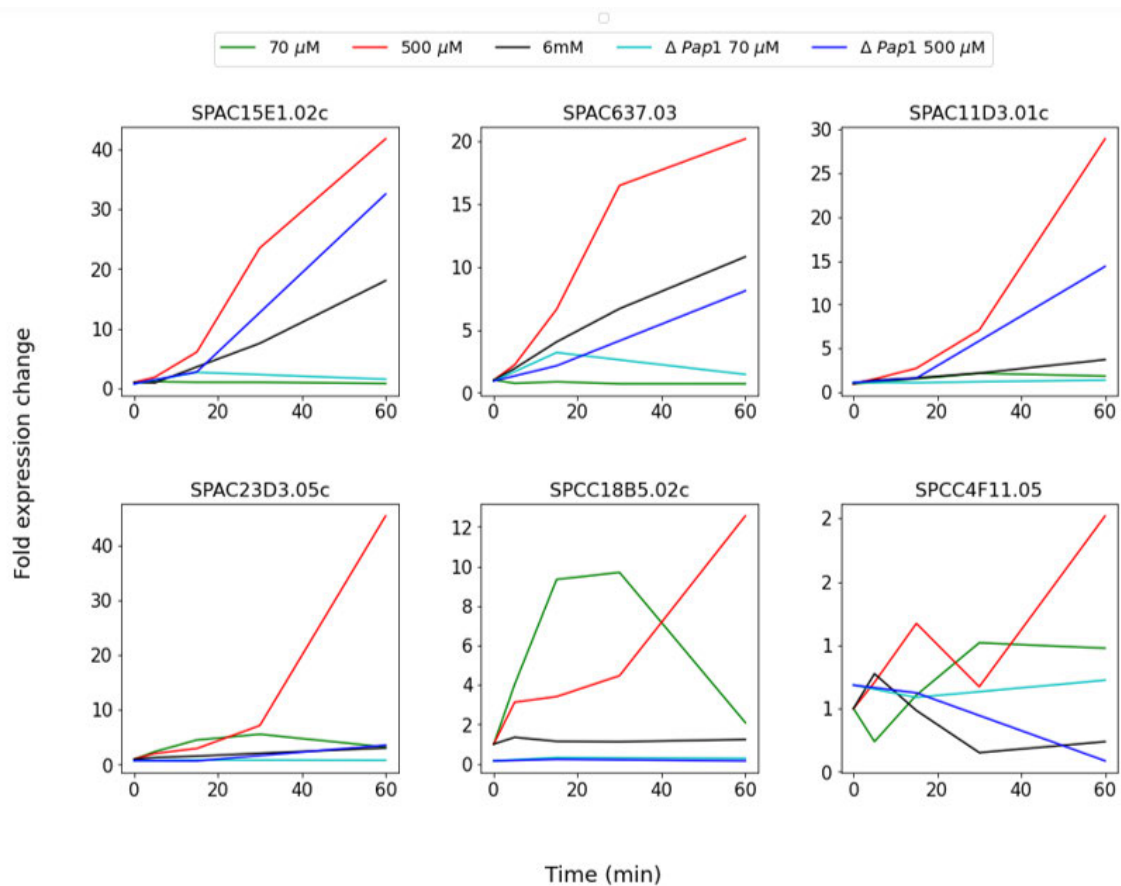 70 μM 500 μM 6mM Δ Pap1 70 μM Δ Pap1 500 μM
SPAC15E1.02c
40
30
20
10
0
0 20 40 60
SPAC637.03
20
15
10
5
0
0 20 40 60
SPAC11D3.01c
30
25
20
15
10
5
0
0 20 40 60
Fold expression change
SPAC23D3.05c
40
30
20
10
0
0 20 40 60
SPCC18B5.02c
12
10
8
6
4
2
0
0 20 40 60
SPCC4F11.05
2
2
1
1
0
0 20 40 60
Time (min)